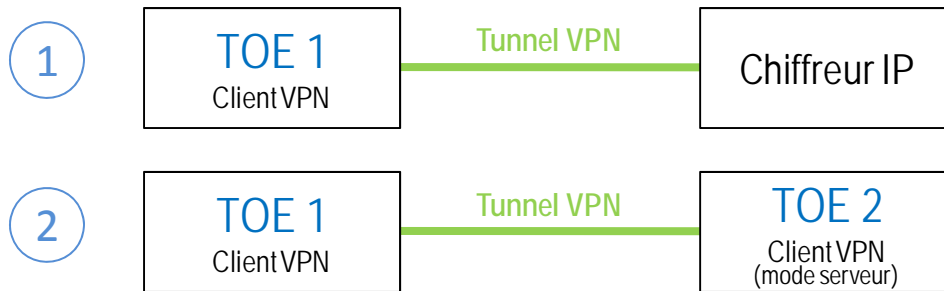 1
TOE 1
Client VPN
Tunnel VPN
Chiffreur IP
2
TOE 1
Client VPN
Tunnel VPN
TOE 2
Client VPN
(mode serveur)